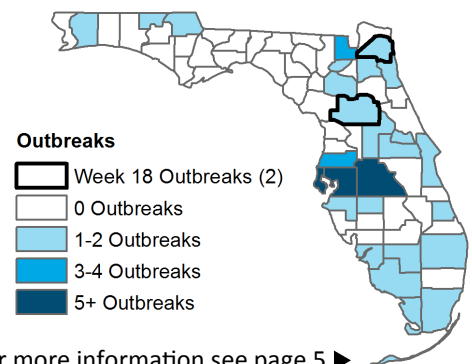 Outbreaks
Week 18 Outbreaks (2)
0 Outbreaks
1-2 Outbreaks
3-4 Outbreaks
5+ Outbreaks
r more information see page 5 ▶